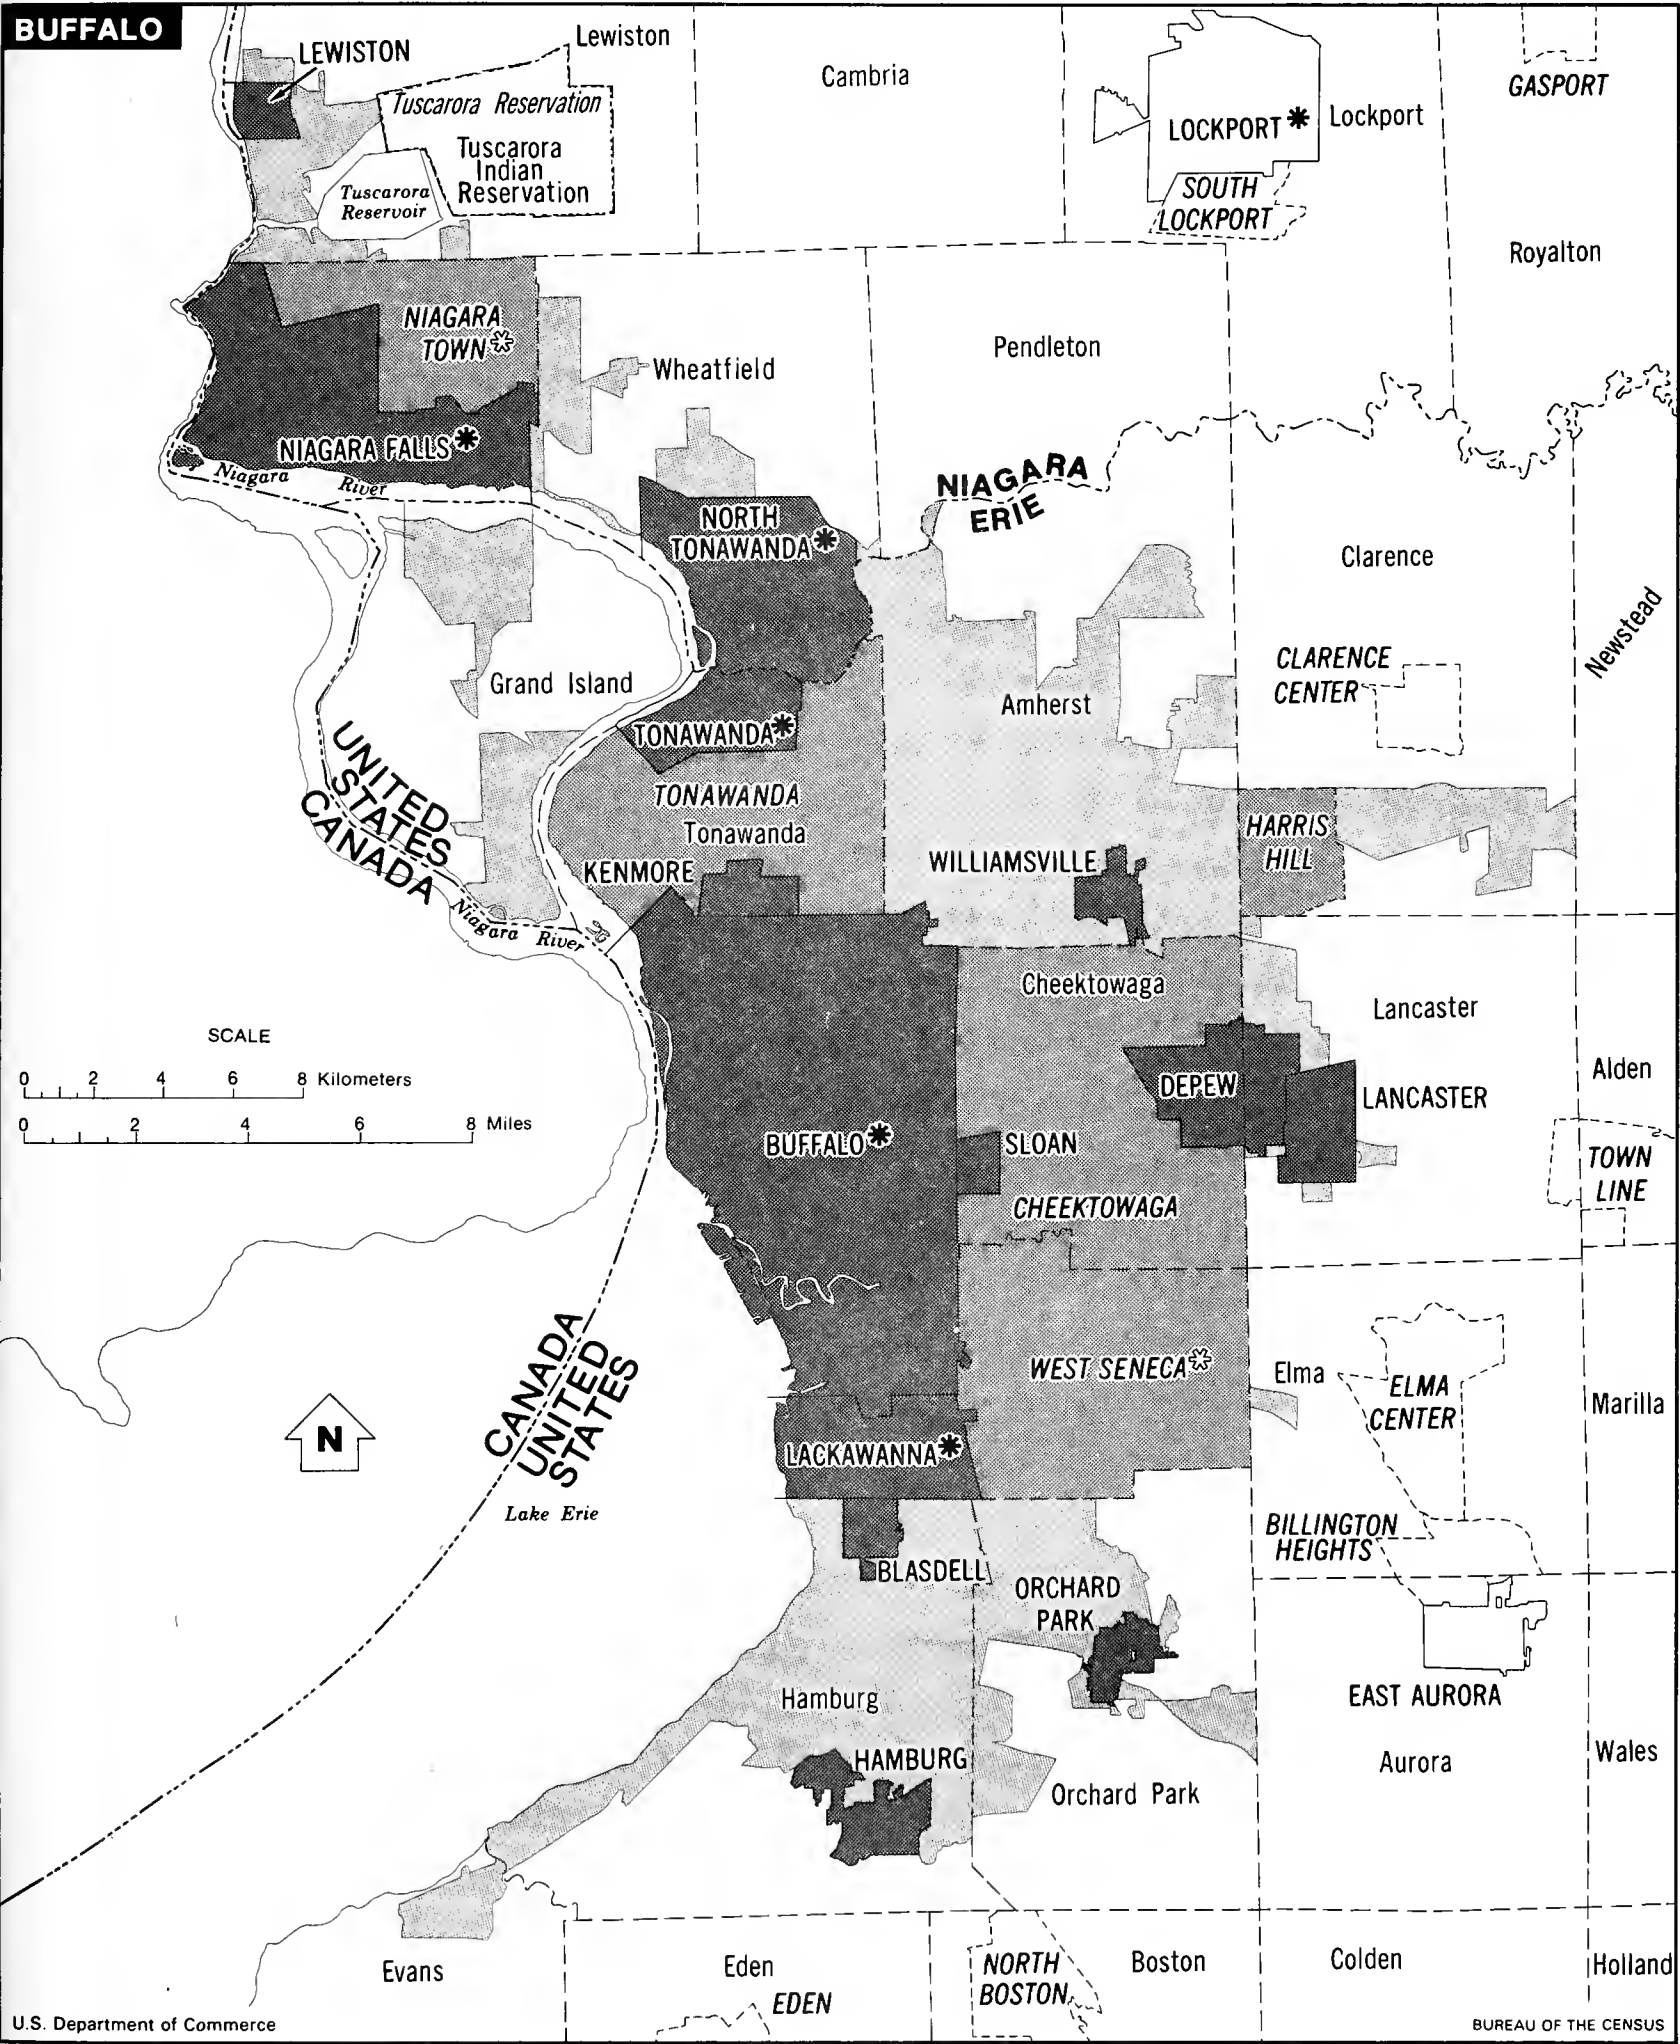 BUFFALO
LEWISTON
Lewiston
Cambria
GASPORT
Tuscarora Reservation
Tuscarora
Indian
Reservation
Tuscarora
Reservoir
LOCKPORT
Lockport
SOUTH
LOCKPORT
Royalton
NIAGARA
TOWN
Wheatfield
Pendleton
NIAGARA FALLS
Niagara River
NIAGARA
ERIE
NORTH
TONAWANDA
Clarence
Newstead
CLARENCE
CENTER
Grand Island
Amherst
TONAWANDA
UNITED
STATES
CANADA
TONAWANDA
Tonawanda
HARRIS
HILL
KENMORE
WILLIAMSVILLE
Niagara River
Cheektowaga
Lancaster
SCALE
0 2 4 6 8 Kilometers
0 2 4 6 8 Miles
DEPEW
LANCASTER
Alden
BUFFALO
SLOAN
TOWN
LINE
CHEEKTOWAGA
CANADA
UNITED
STATES
WEST SENECA
Elma
ELMA
CENTER
Marilla
N
LACKAWANNA
Lake Erie
BILLINGTON
HEIGHTS
BLASDELL
ORCHARD
PARK
EAST AURORA
Hamburg
HAMBURG
Aurora
Wales
Orchard Park
Evans
Eden
EDEN
NORTH
BOSTON
Boston
Colden
Holland
U.S. Department of Commerce
BUREAU OF THE CENSUS